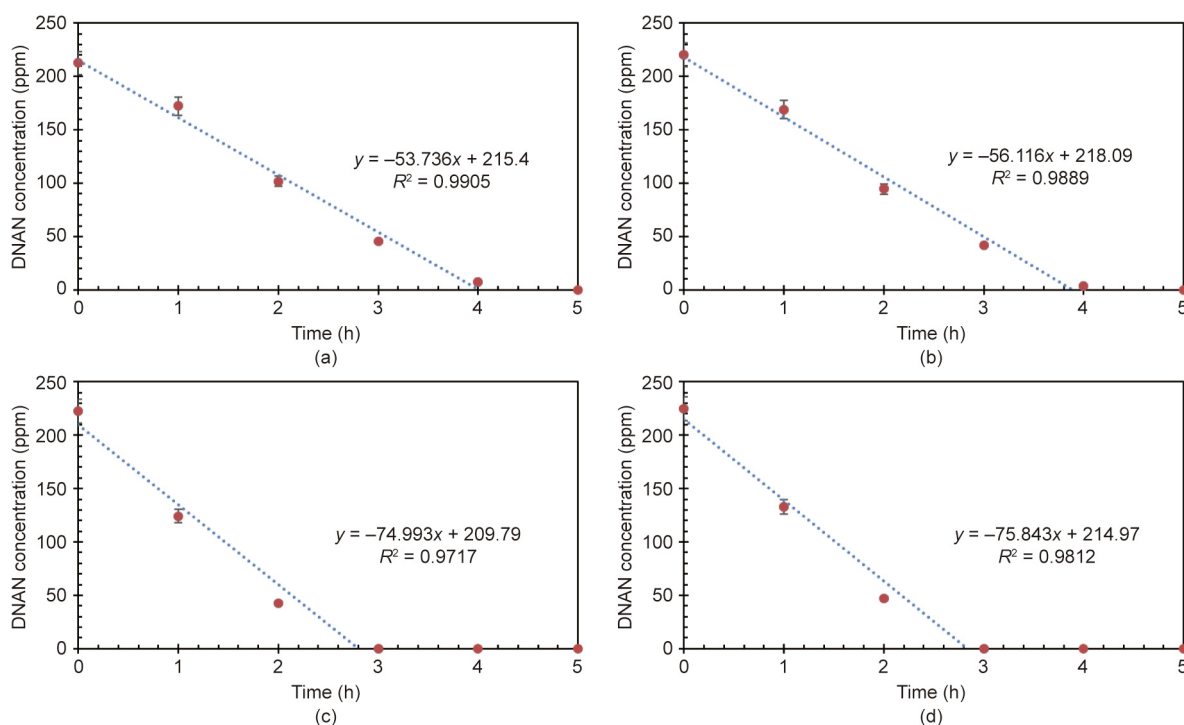 250
200
150
100
50
0
DNAN concentration (ppm)
y = –53.736x + 215.4
R² = 0.9905
0 1 2 3 4 5
Time (h)
(a)
250
200
150
100
50
0
DNAN concentration (ppm)
y = –56.116x + 218.09
R² = 0.9889
0 1 2 3 4 5
Time (h)
(b)
250
200
150
100
50
0
DNAN concentration (ppm)
y = –74.993x + 209.79
R² = 0.9717
0 1 2 3 4 5
Time (h)
(c)
250
200
150
100
50
0
DNAN concentration (ppm)
y = –75.843x + 214.97
R² = 0.9812
0 1 2 3 4 5
Time (h)
(d)